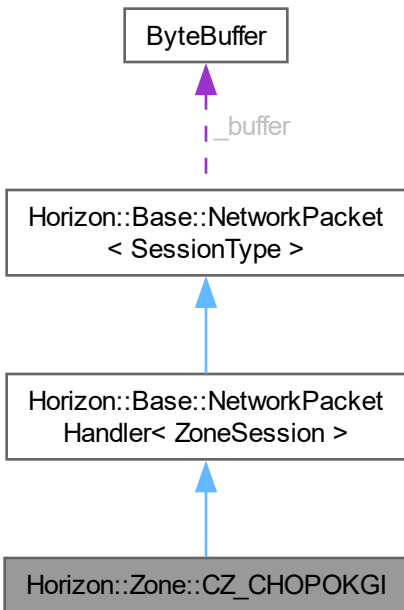 ByteBuffer
_buffer
Horizon::Base::NetworkPacket
< SessionType >
Horizon::Base::NetworkPacket
Handler< ZoneSession >
Horizon::Zone::CZ_CHOPOKGI